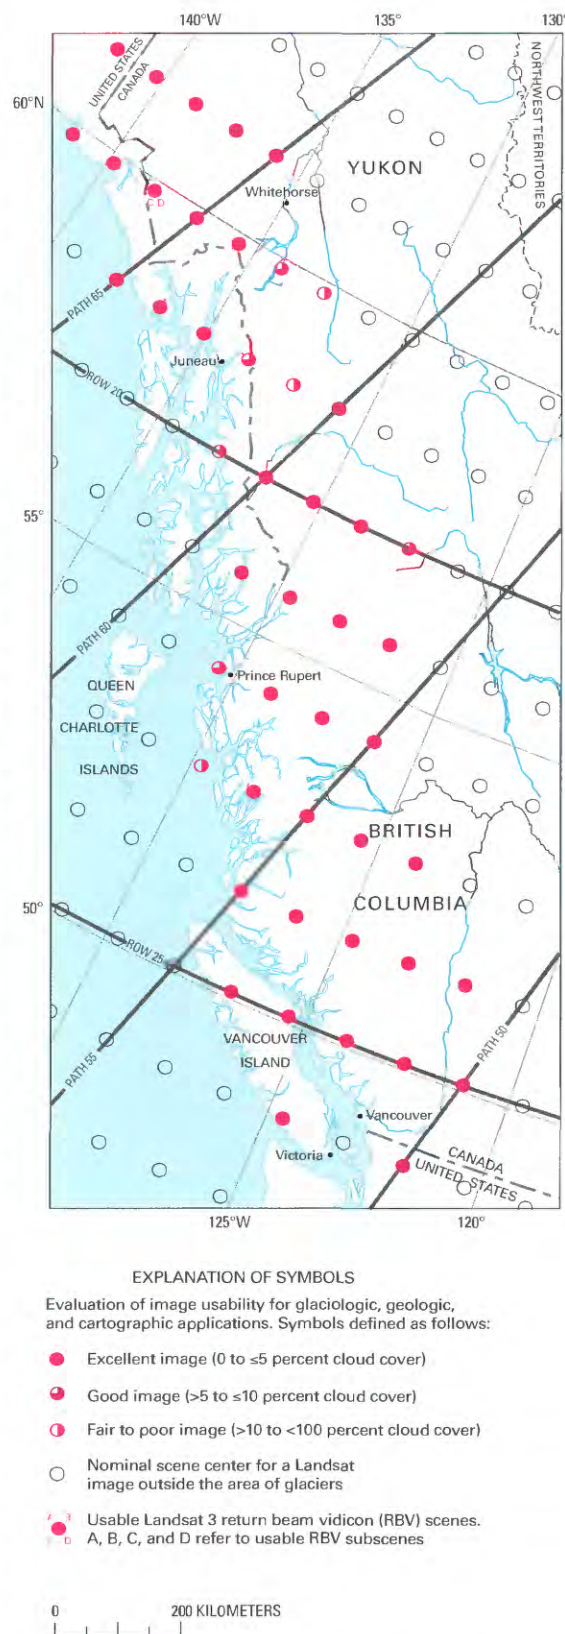 140°W
135°
130°
60°N
UNITED STATES
CANADA
NORTHWEST TERRITORIES
YUKON
Whitehorse
C D
PATH 65
Juneau
ROW 20
55°
PATH 60
QUEEN
CHARLOTTE
ISLANDS
Prince Rupert
BRITISH
COLUMBIA
50°
ROW 25
VANCOUVER
ISLAND
PATH 50
PATH 55
Vancouver
Victoria
CANADA
UNITED STATES
125°W
120°
EXPLANATION OF SYMBOLS
Evaluation of image usability for glaciologic, geologic,
and cartographic applications. Symbols defined as follows:
Excellent image (0 to ≤5 percent cloud cover)
Good image (>5 to ≤10 percent cloud cover)
Fair to poor image (>10 to <100 percent cloud cover)
Nominal scene center for a Landsat
image outside the area of glaciers
A B
Usable Landsat 3 return beam vidicon (RBV) scenes.
D
A, B, C, and D refer to usable RBV subscenes
0 200 KILOMETERS